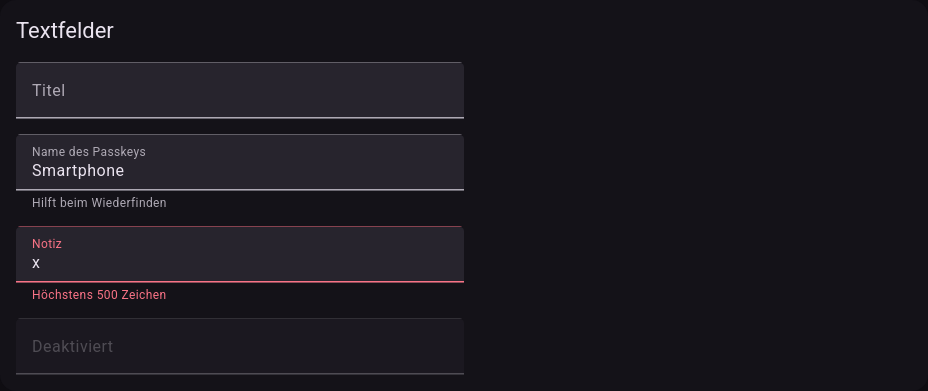 Textfelder
Titel
Name des Passkeys
Smartphone
Hilft beim Wiederfinden
Notiz
x
Höchstens 500 Zeichen
Deaktiviert